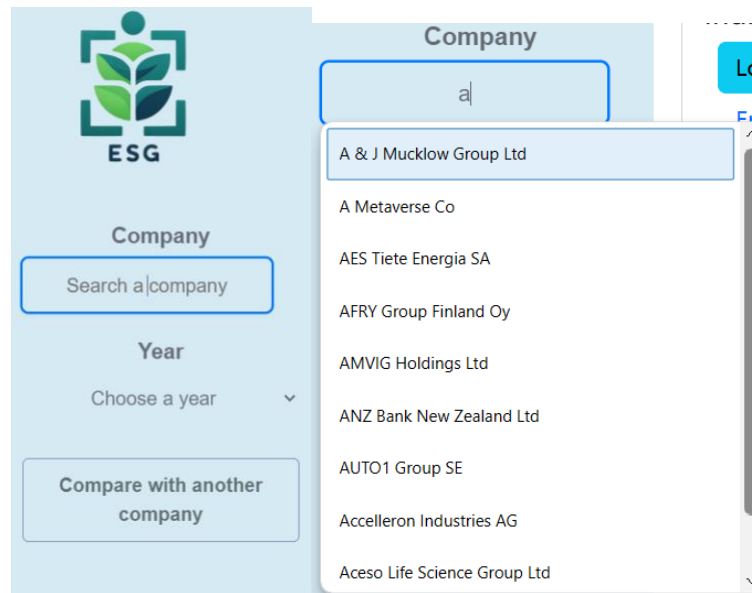 ESG
Company
Search a company
Year
Choose a year
Compare with another
company
Company
a
A & J Mucklow Group Ltd
A Metaverse Co
AES Tiete Energia SA
AFRY Group Finland Oy
AMVIG Holdings Ltd
ANZ Bank New Zealand Ltd
AUTO1 Group SE
Accelleron Industries AG
Aceso Life Science Group Ltd